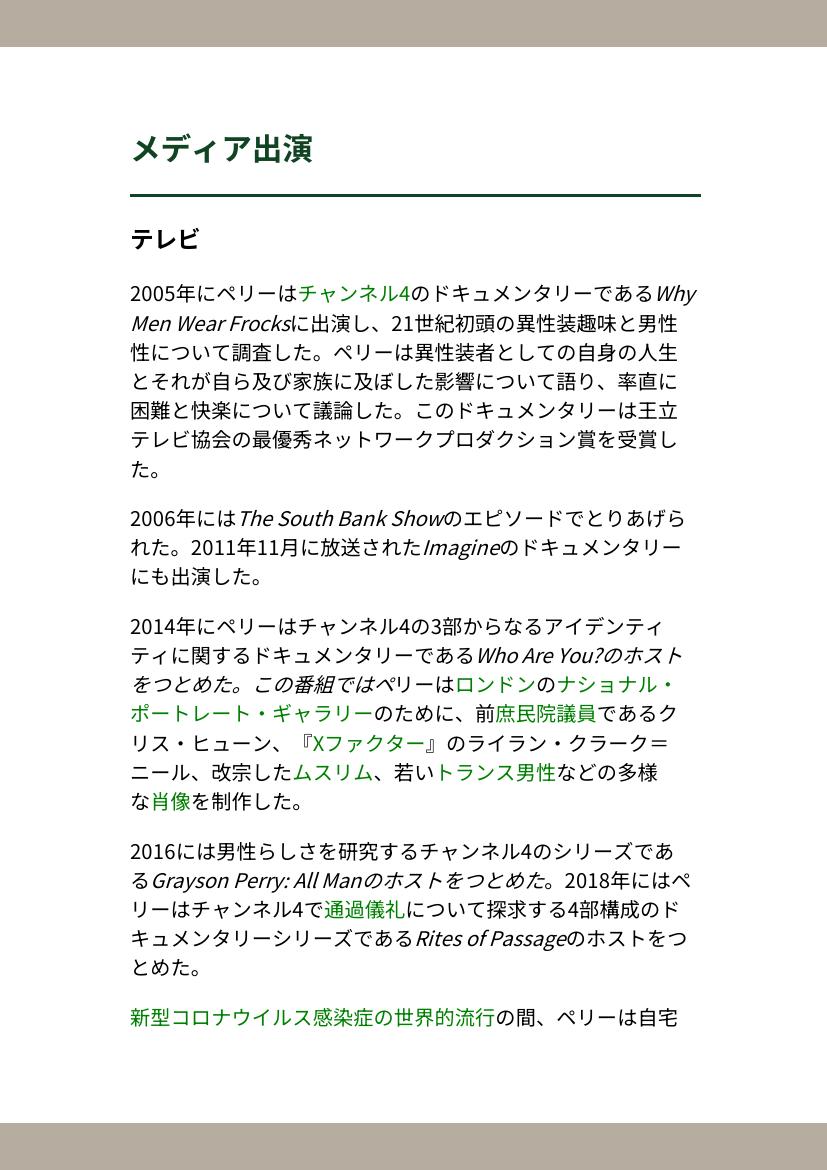 メディア出演
テレビ
2005年にペリーはチャンネル4のドキュメンタリーであるWhy
Men Wear Frocksに出演し、21世紀初頭の異性装趣味と男性
性について調査した。ペリーは異性装者としての自身の人生
とそれが自ら及び家族に及ぼした影響について語り、率直に
困難と快楽について議論した。このドキュメンタリーは王立
テレビ協会の最優秀ネットワークプロダクション賞を受賞し
た。
2006年にはThe South Bank Showのエピソードでとりあげら
れた。2011年11月に放送されたImagineのドキュメンタリー
にも出演した。
2014年にペリーはチャンネル4の3部からなるアイデンティ
ティに関するドキュメンタリーであるWho Are You?のホスト
をつとめた。この番組ではペリーはロンドンのナショナル・
ポートレート・ギャラリーのために、前庶民院議員であるク
リス・ヒューン、『Xファクター』のライラン・クラーク＝
ニール、改宗したムスリム、若いトランス男性などの多様
な肖像を制作した。
2016には男性らしさを研究するチャンネル4のシリーズであ
るGrayson Perry: All Manのホストをつとめた。2018年にはペ
リーはチャンネル4で通過儀礼について探求する4部構成のド
キュメンタリーシリーズであるRites of Passageのホストをつ
とめた。
新型コロナウイルス感染症の世界的流行の間、ペリーは自宅